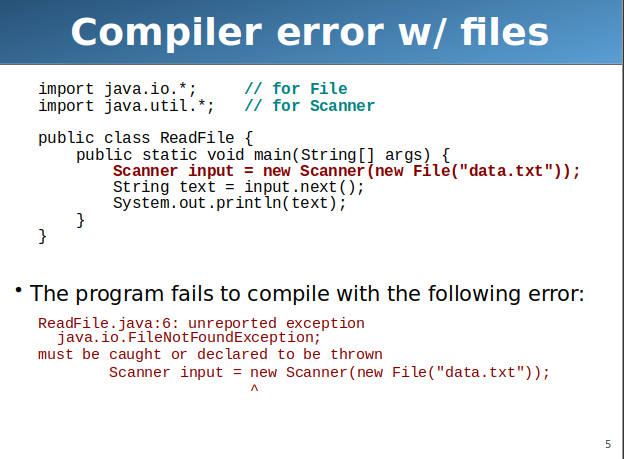 Compiler error w/ files
import java.io.*;     // for File
import java.util.*;   // for Scanner
public class ReadFile {
    public static void main(String[] args) {
        Scanner input = new Scanner(new File("data.txt"));
        String text = input.next();
        System.out.println(text);
    }
}
• The program fails to compile with the following error:
ReadFile.java:6: unreported exception
  java.io.FileNotFoundException;
must be caught or declared to be thrown
        Scanner input = new Scanner(new File("data.txt"));
                        ^
5